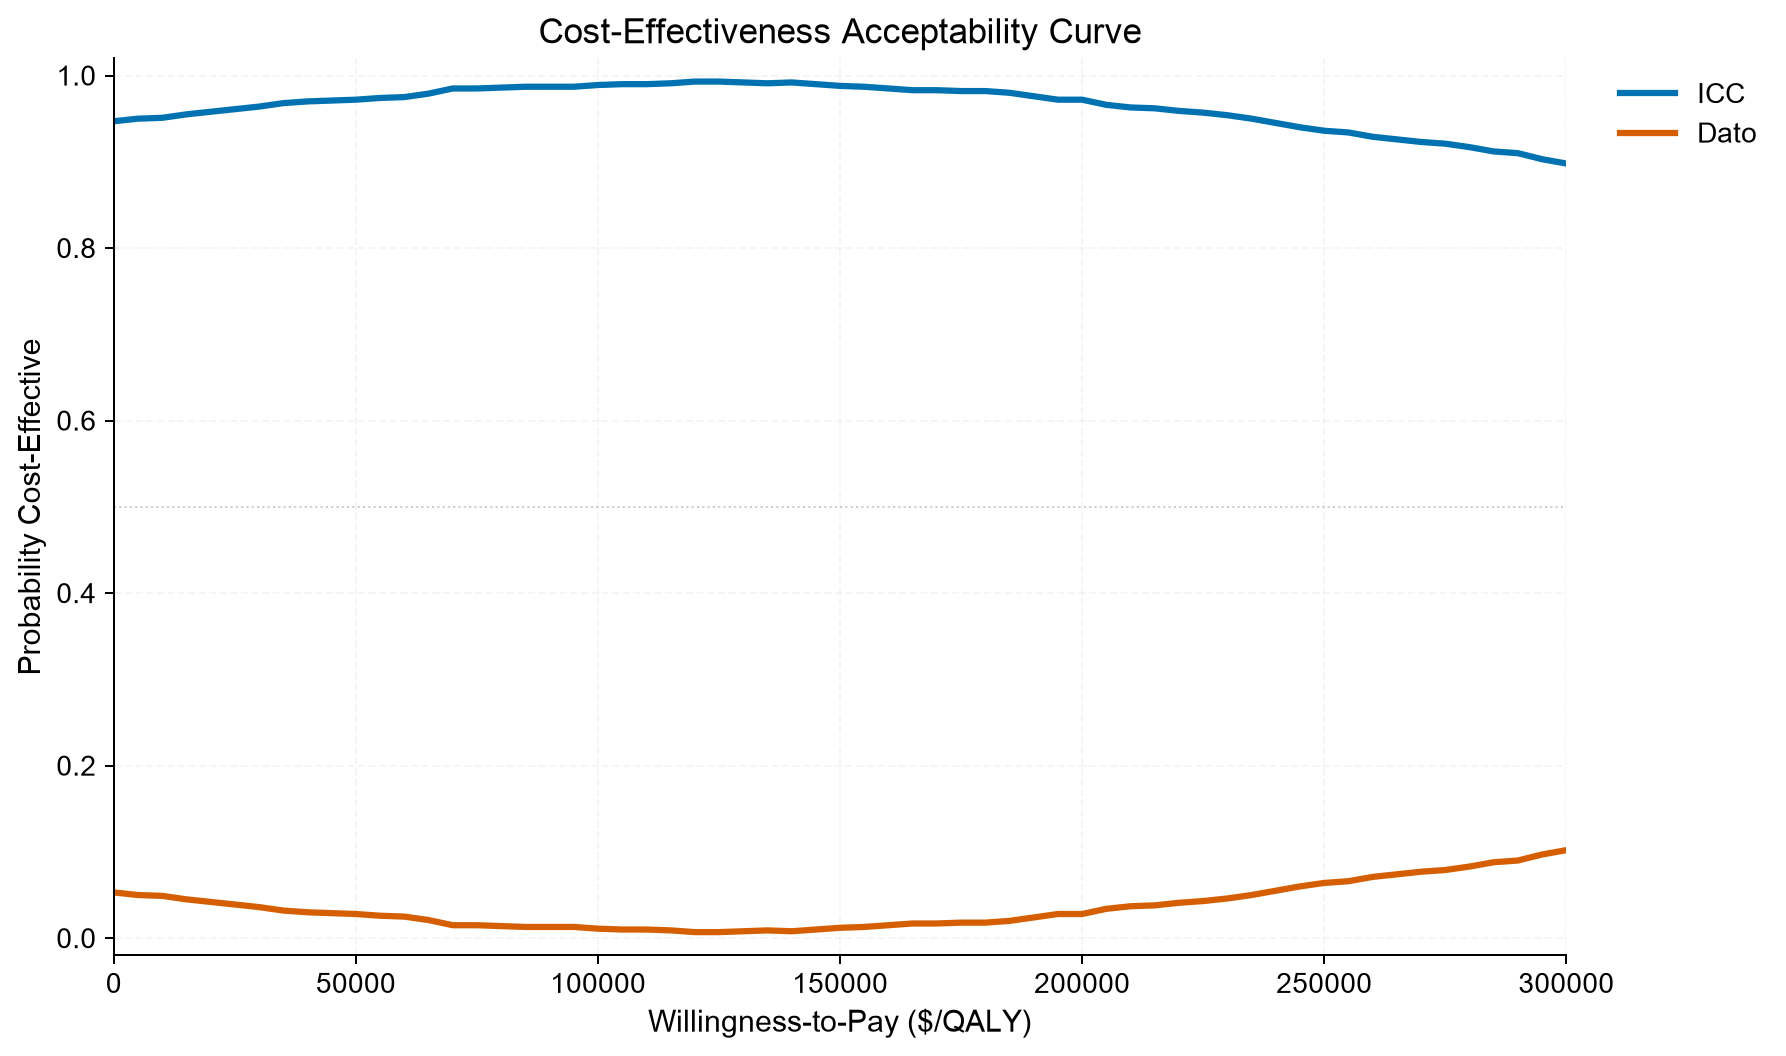 Cost-Effectiveness Acceptability Curve
ICC
Dato
1.0
0.8
0.6
0.4
0.2
0.0
Probability Cost-Effective
0 50000 100000 150000 200000 250000 300000
Willingness-to-Pay ($/QALY)